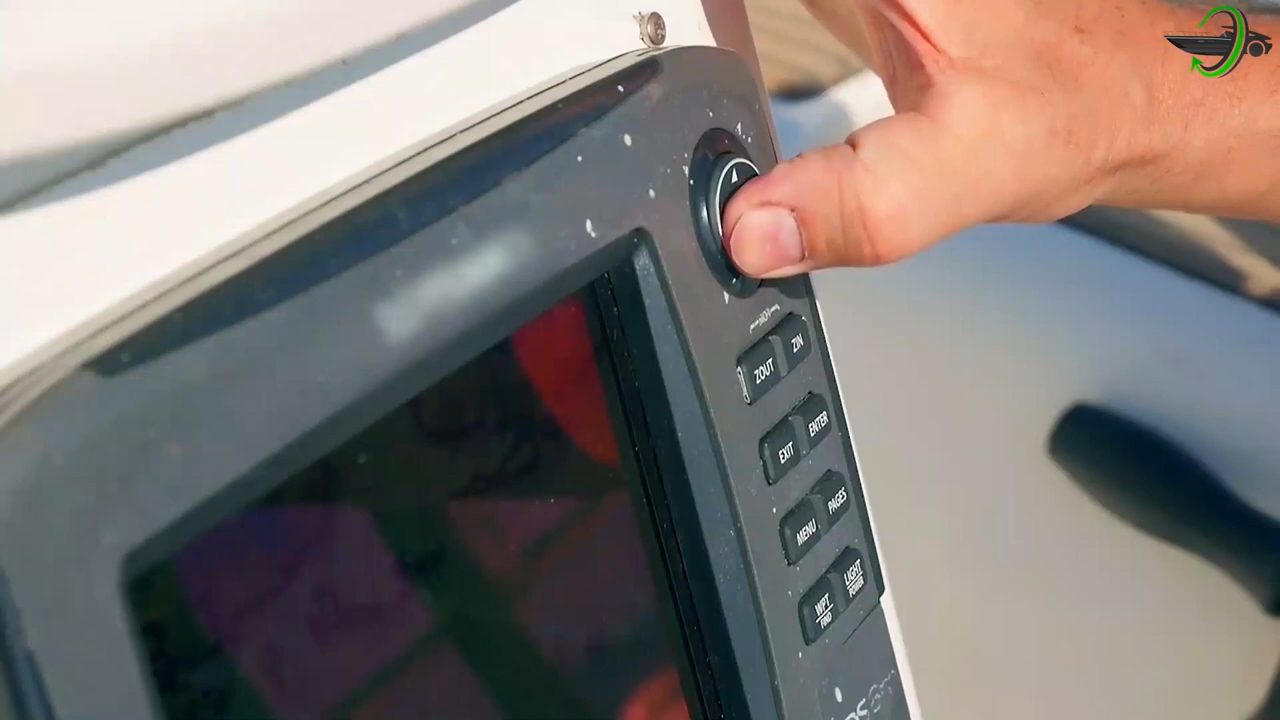 ZOUT ZIN
EXIT ENTER
MENU PAGES
WPT LIGHT
FIND POWER